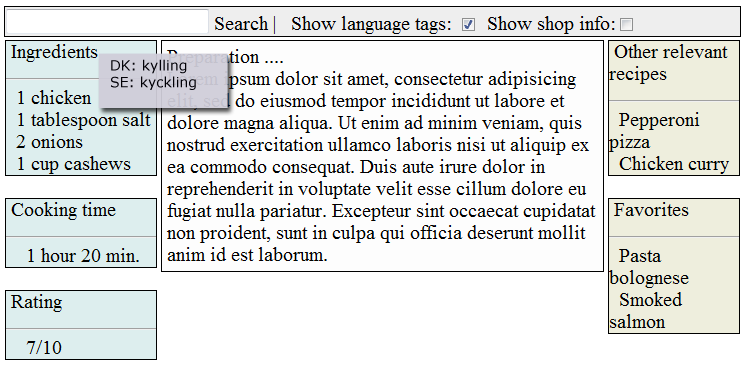 Search | Show language tags: Show shop info:
Ingredients
DK: kylling
SE: kyckling
1 chicken
1 tablespoon salt
2 onions
1 cup cashews
Cooking time
1 hour 20 min.
Rating
7/10
Preparation ....
ipsum dolor sit amet, consectetur adipisicing
elit, sed do eiusmod tempor incididunt ut labore et
dolore magna aliqua. Ut enim ad minim veniam, quis
nostrud exercitation ullamco laboris nisi ut aliquip ex
ea commodo consequat. Duis aute irure dolor in
reprehenderit in voluptate velit esse cillum dolore eu
fugiat nulla pariatur. Excepteur sint occaecat cupidatat
non proident, sunt in culpa qui officia deserunt mollit
anim id est laborum.
Other relevant
recipes
Pepperoni
pizza
Chicken curry
Favorites
Pasta
bolognese
Smoked
salmon